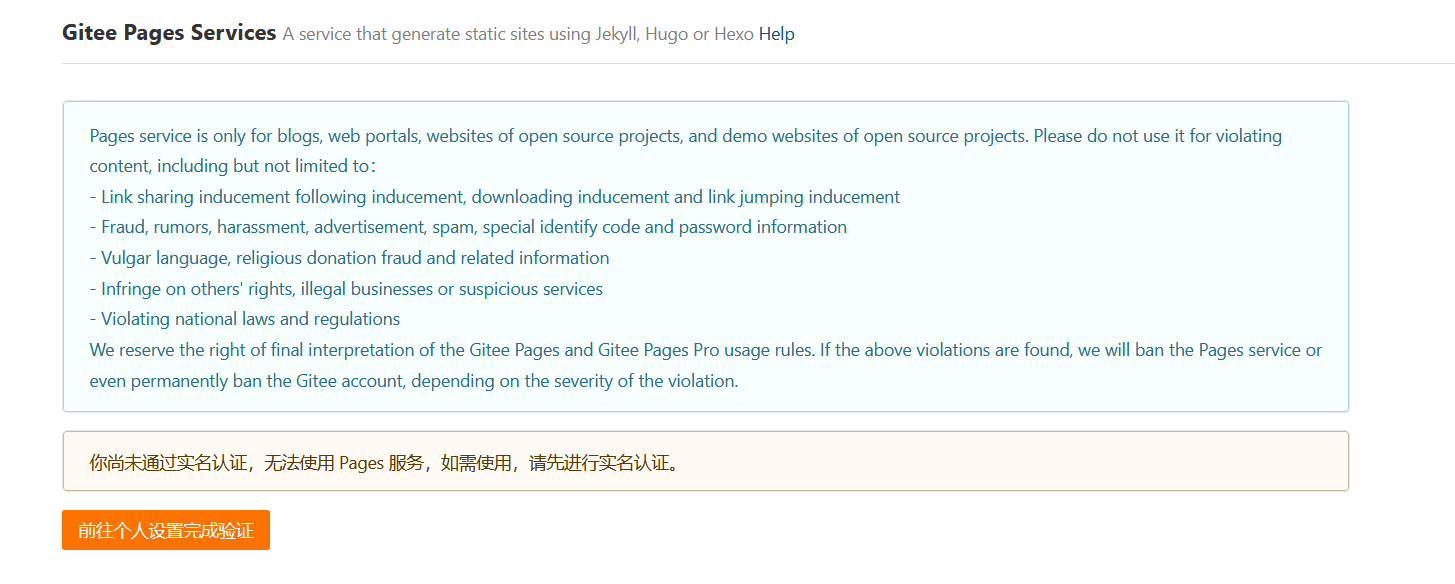 Gitee Pages Services A service that generate static sites using Jekyll, Hugo or Hexo Help
Pages service is only for blogs, web portals, websites of open source projects, and demo websites of open source projects. Please do not use it for violating
content, including but not limited to：
- Link sharing inducement following inducement, downloading inducement and link jumping inducement
- Fraud, rumors, harassment, advertisement, spam, special identify code and password information
- Vulgar language, religious donation fraud and related information
- Infringe on others' rights, illegal businesses or suspicious services
- Violating national laws and regulations
We reserve the right of final interpretation of the Gitee Pages and Gitee Pages Pro usage rules. If the above violations are found, we will ban the Pages service or
even permanently ban the Gitee account, depending on the severity of the violation.
你尚未通过实名认证，无法使用 Pages 服务，如需使用，请先进行实名认证。
前往个人设置完成验证